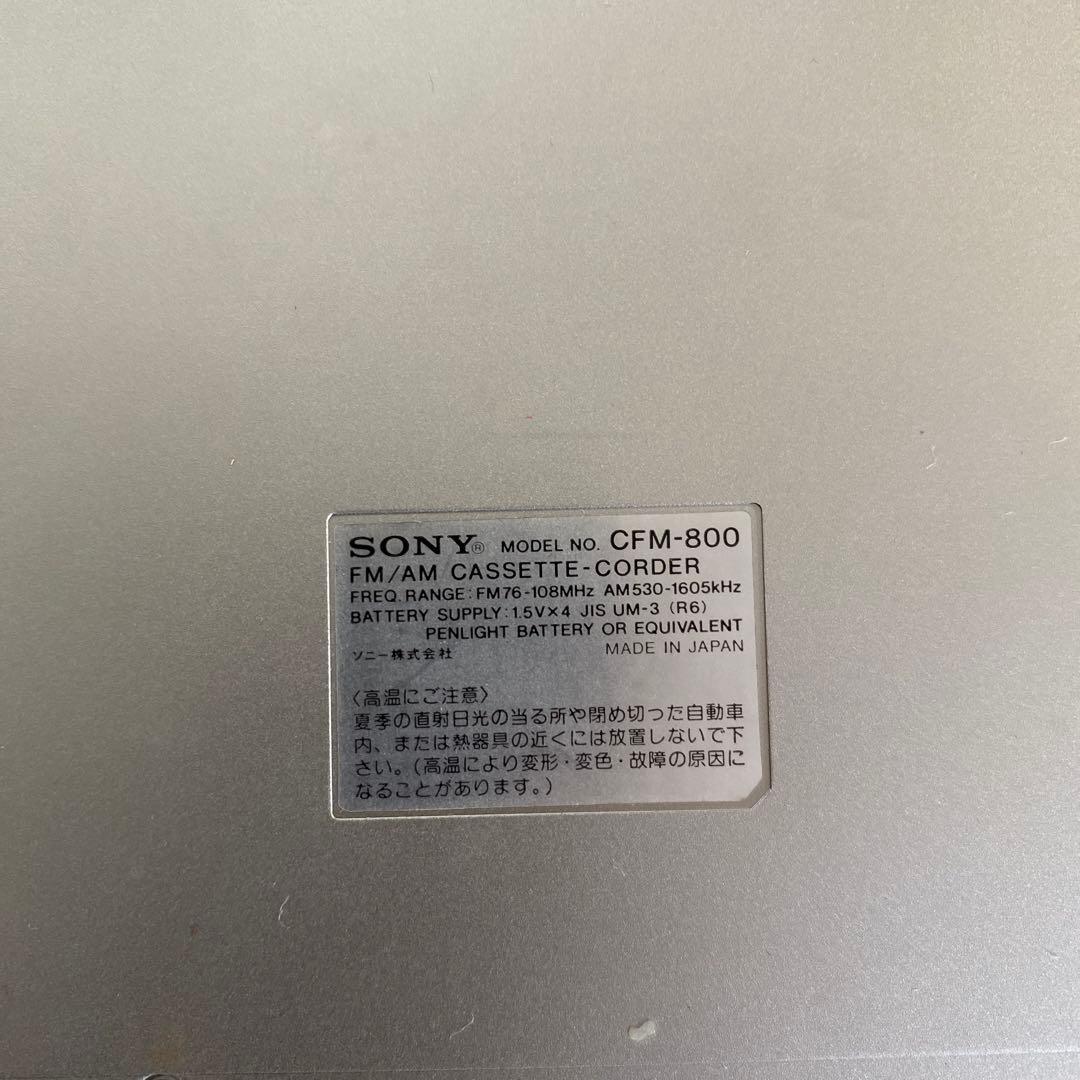 SONY® MODEL NO. CFM-800
FM/AM CASSETTE-CORDER
FREQ. RANGE: FM76-108MHz AM530-1605kHz
BATTERY SUPPLY: 1.5V×4 JIS UM-3 (R6)
PENLIGHT BATTERY OR EQUIVALENT
ソニー株式会社 MADE IN JAPAN
〈高温にご注意〉
夏季の直射日光の当る所や閉め切った自動車
内、または熱器具の近くには放置しないで下
さい。(高温により変形・変色・故障の原因に
なることがあります。)